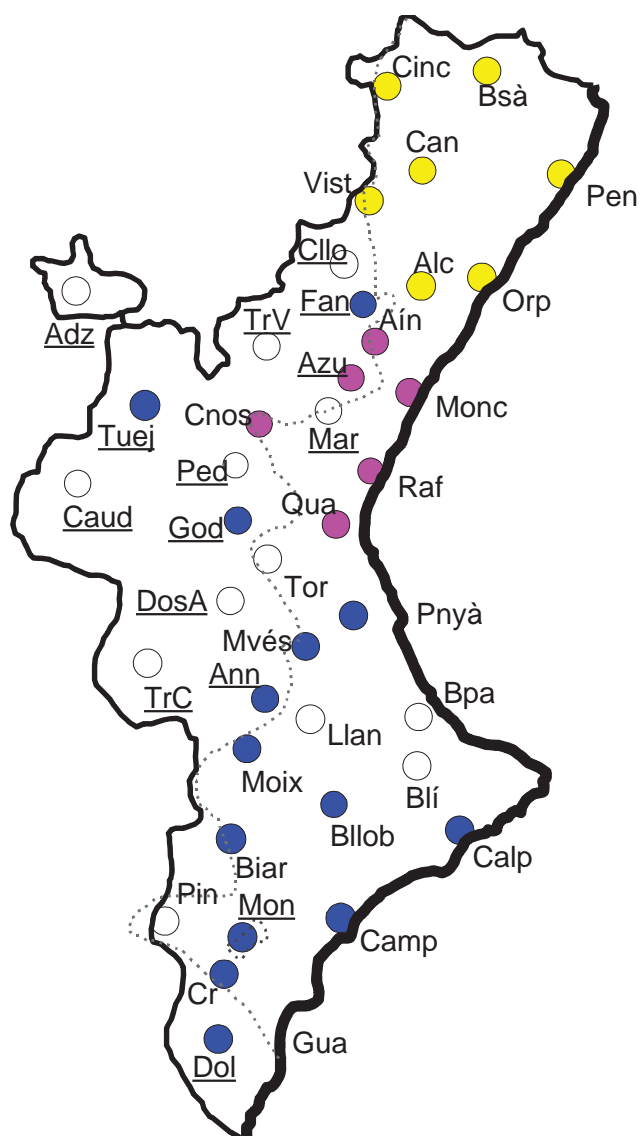 Cinc
Bsà
Can
Vist
Pen
Cllo
Alc
Orp
Fan
Adz
TrV
Aín
Azu
Monc
Cnos
Mar
Tuej
Ped
Raf
Caud
Qua
God
Tor
DosA
Pnyà
Mvés
Ann
TrC
Bpa
Llan
Moix
Blí
Bllob
Calp
Biar
Pin
Mon
Camp
Cr
Gua
Dol